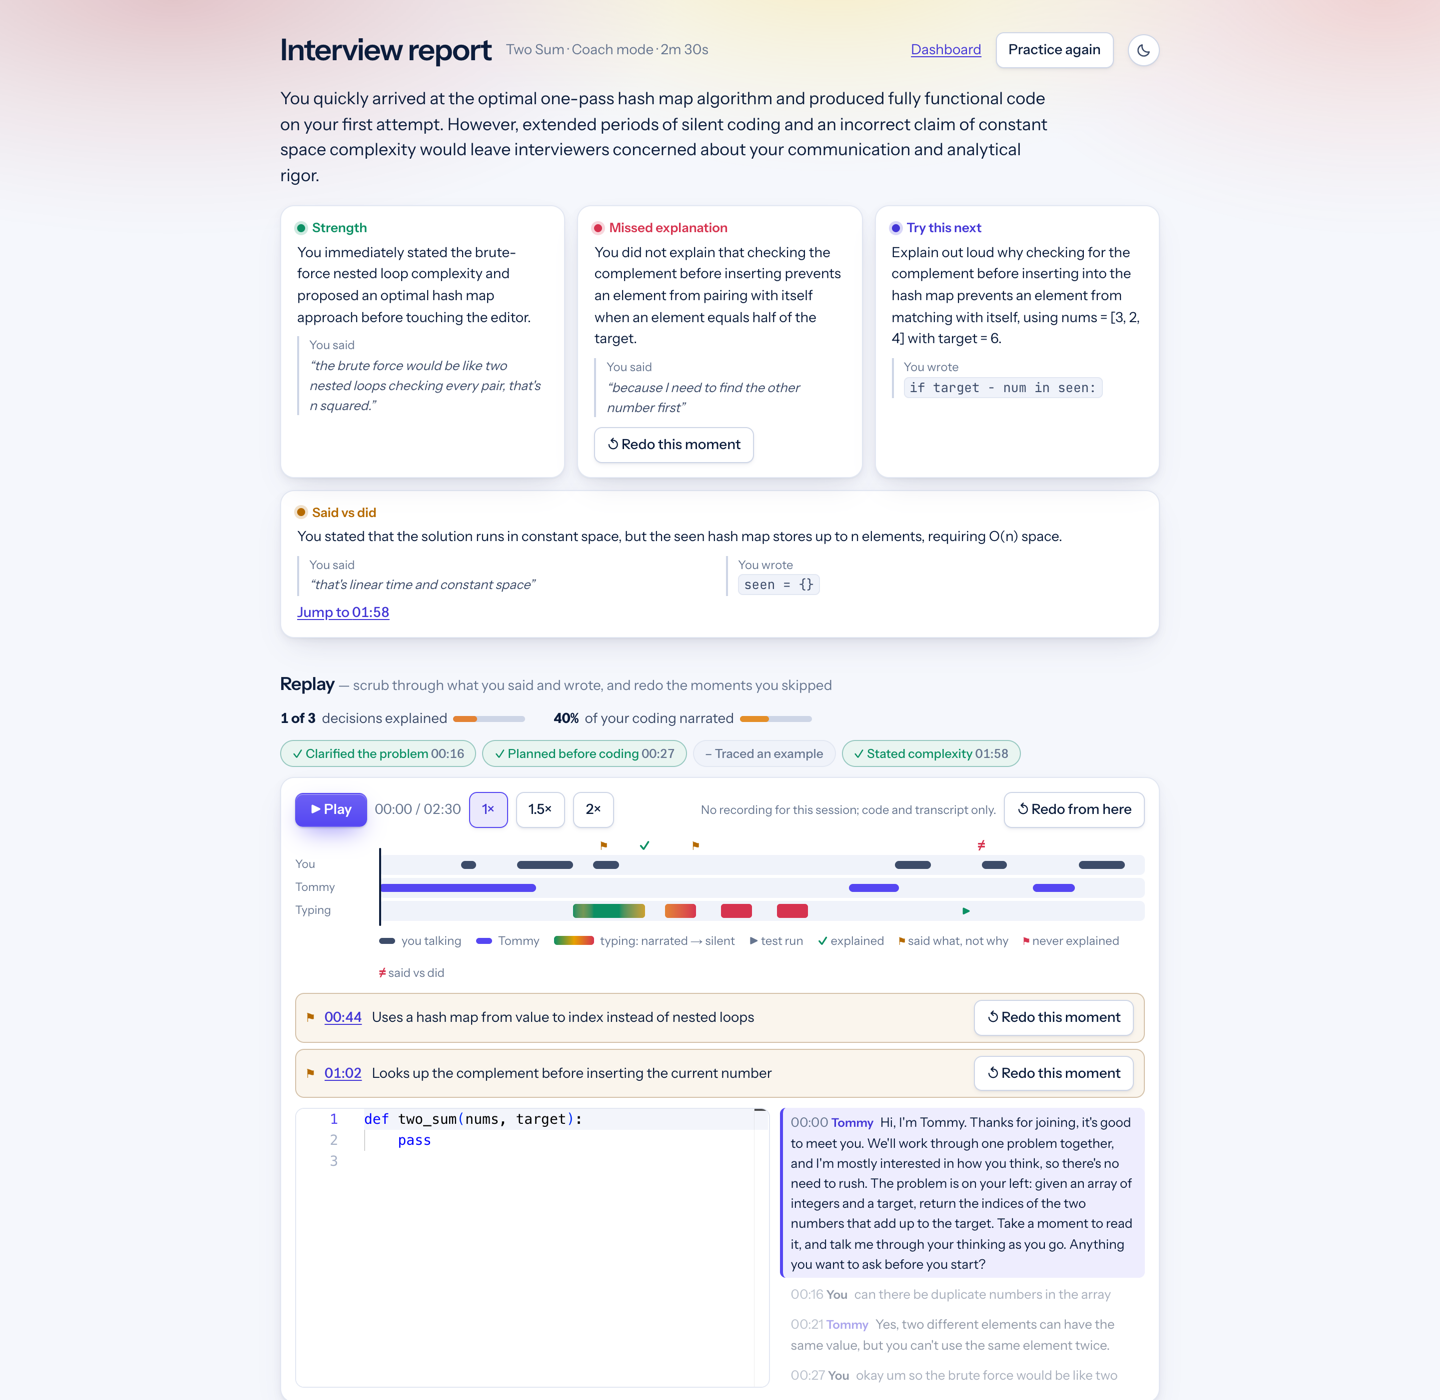 Interview report
Two Sum · Coach mode · 2m 30s
Dashboard
Practice again
You quickly arrived at the optimal one-pass hash map algorithm and produced fully functional code
on your first attempt. However, extended periods of silent coding and an incorrect claim of constant
space complexity would leave interviewers concerned about your communication and analytical
rigor.
Strength
You immediately stated the brute-
force nested loop complexity and
proposed an optimal hash map
approach before touching the editor.
You said
“the brute force would be like two
nested loops checking every pair, that's
n squared.”
Missed explanation
You did not explain that checking the
complement before inserting prevents
an element from pairing with itself
when an element equals half of the
target.
You said
“because I need to find the other
number first”
Redo this moment
Try this next
Explain out loud why checking for the
complement before inserting into the
hash map prevents an element from
matching with itself, using nums = [3, 2,
4] with target = 6.
You wrote
if target - num in seen:
Said vs did
You stated that the solution runs in constant space, but the seen hash map stores up to n elements, requiring O(n) space.
You said
“that's linear time and constant space”
You wrote
seen = {}
Jump to 01:58
Replay — scrub through what you said and wrote, and redo the moments you skipped
1 of 3 decisions explained
40% of your coding narrated
✓ Clarified the problem 00:16
✓ Planned before coding 00:27
– Traced an example
✓ Stated complexity 01:58
Play
00:00 / 02:30
1×
1.5×
2×
No recording for this session; code and transcript only.
Redo from here
You
Tommy
Typing
you talking
Tommy
typing: narrated → silent
test run
explained
said what, not why
never explained
≠ said vs did
00:44 Uses a hash map from value to index instead of nested loops
Redo this moment
01:02 Looks up the complement before inserting the current number
Redo this moment
1 def two_sum(nums, target):
2 pass
3
00:00 Tommy Hi, I'm Tommy. Thanks for joining, it's good
to meet you. We'll work through one problem together,
and I'm mostly interested in how you think, so there's no
need to rush. The problem is on your left: given an array of
integers and a target, return the indices of the two
numbers that add up to the target. Take a moment to read
it, and talk me through your thinking as you go. Anything
you want to ask before you start?
00:16 You can there be duplicate numbers in the array
00:21 Tommy Yes, two different elements can have the
same value, but you can't use the same element twice.
00:27 You okay um so the brute force would be like two